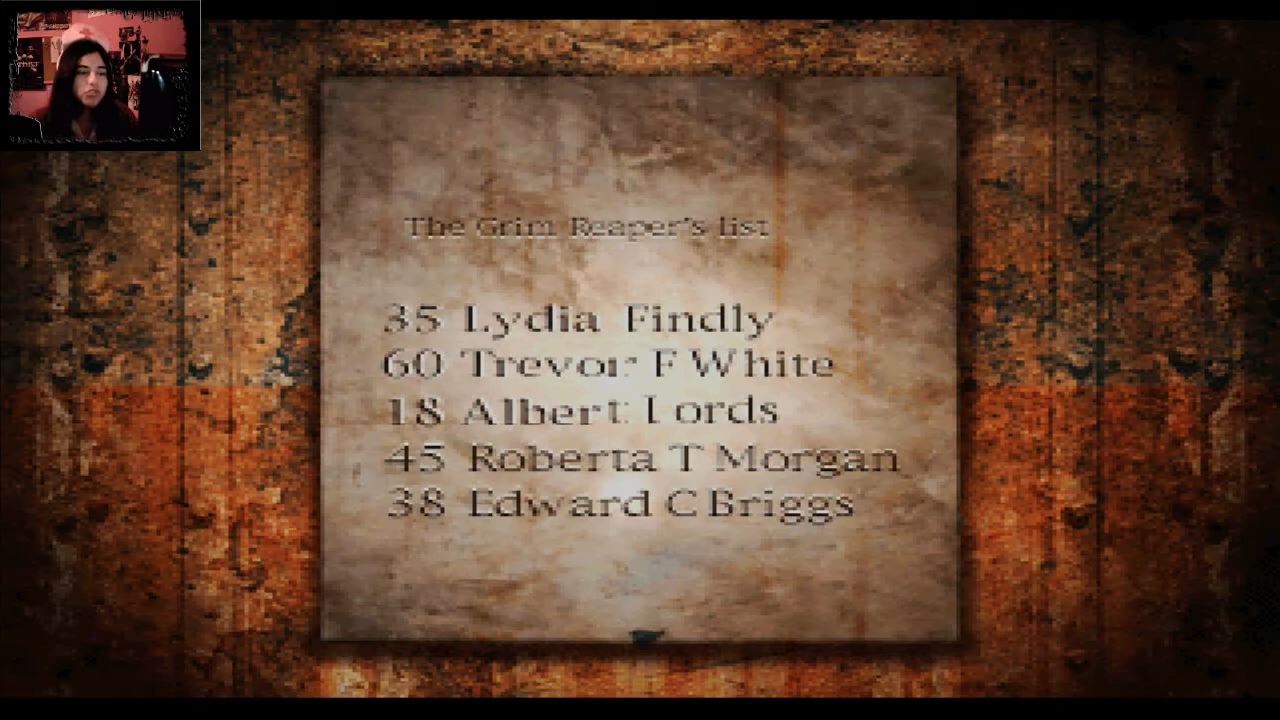 The Grim Reaper's list
35 Lydia Findly
60 Trevor F White
18 Albert Lords
45 Roberta T Morgan
38 Edward C Briggs